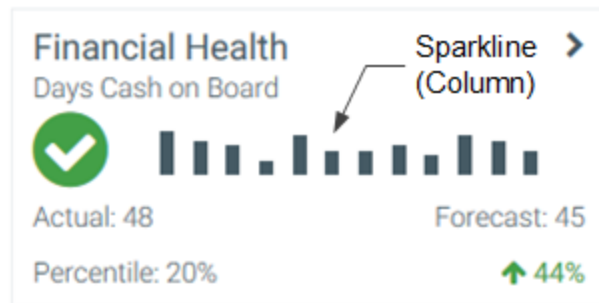 Financial Health
Sparkline
(Column)
Days Cash on Board
Actual: 48
Forecast: 45
Percentile: 20%
44%